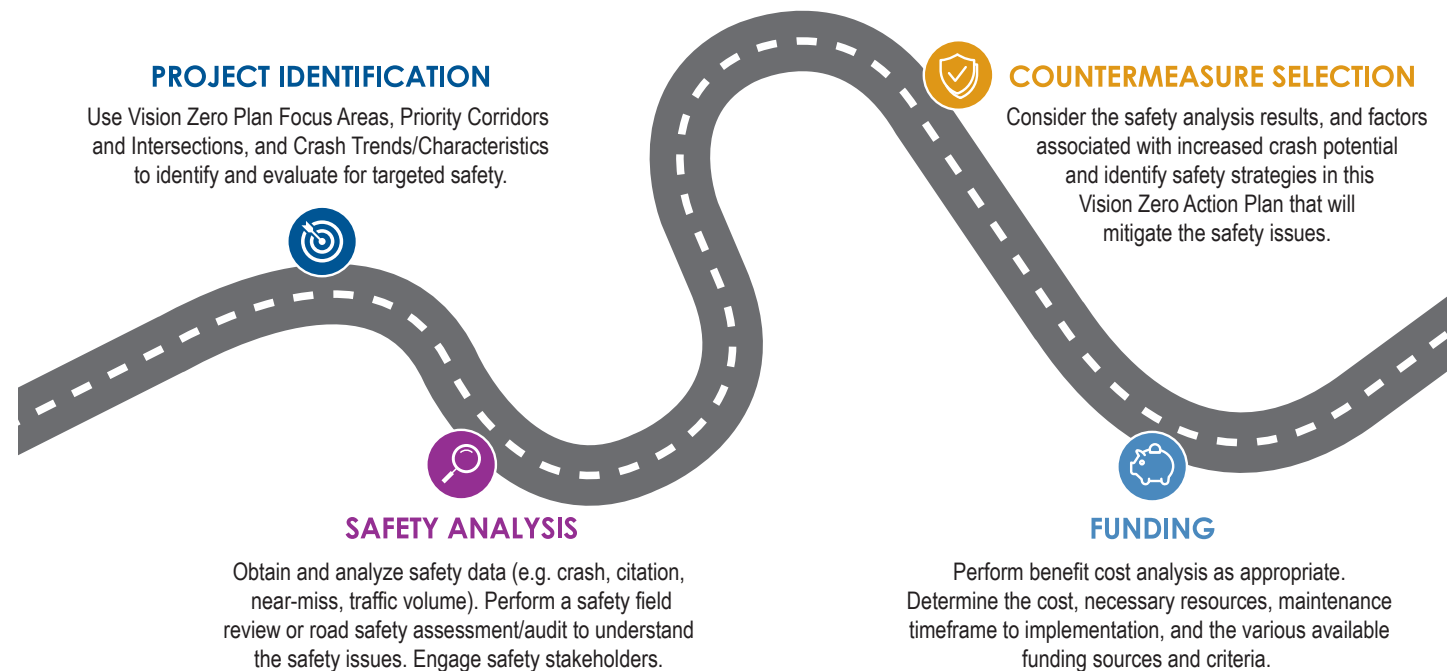 PROJECT IDENTIFICATION
Use Vision Zero Plan Focus Areas, Priority Corridors
and Intersections, and Crash Trends/Characteristics
to identify and evaluate for targeted safety.
SAFETY ANALYSIS
Obtain and analyze safety data (e.g. crash, citation,
near-miss, traffic volume). Perform a safety field
review or road safety assessment/audit to understand
the safety issues. Engage safety stakeholders.
COUNTERMEASURE SELECTION
Consider the safety analysis results, and factors
associated with increased crash potential
and identify safety strategies in this
Vision Zero Action Plan that will
mitigate the safety issues.
FUNDING
Perform benefit cost analysis as appropriate.
Determine the cost, necessary resources, maintenance
timeframe to implementation, and the various available
funding sources and criteria.